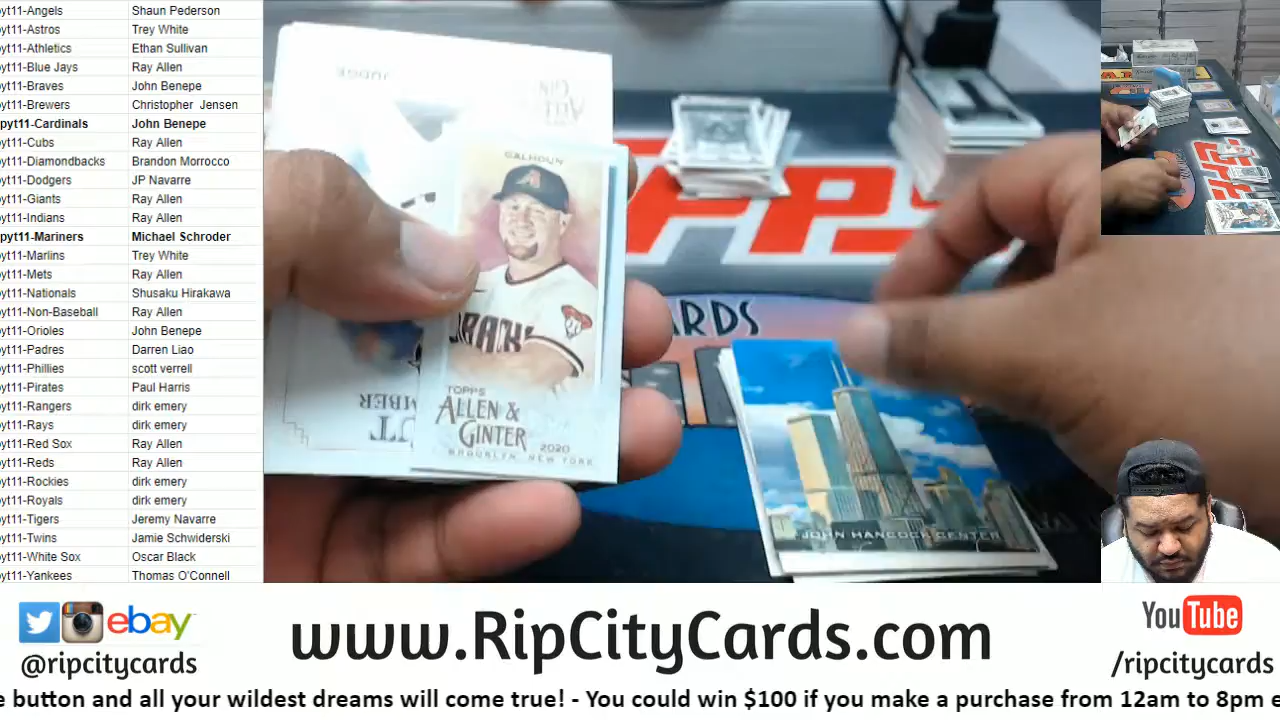 pyt11-Angels Shaun Pederson
pyt11-Astros Trey White
pyt11-Athletics Ethan Sullivan
pyt11-Blue Jays Ray Allen
pyt11-Braves John Benepe
pyt11-Brewers Christopher Jensen
pyt11-Cardinals John Benepe
pyt11-Cubs Ray Allen
pyt11-Diamondbacks Brandon Morrocco
pyt11-Dodgers JP Navarre
pyt11-Giants Ray Allen
pyt11-Indians Ray Allen
pyt11-Mariners Michael Schroder
pyt11-Marlins Trey White
pyt11-Mets Ray Allen
pyt11-Nationals Shusaku Hirakawa
pyt11-Non-Baseball Ray Allen
pyt11-Orioles John Benepe
pyt11-Padres Darren Liao
pyt11-Phillies scott verrell
pyt11-Pirates Paul Harris
pyt11-Rangers dirk emery
pyt11-Rays dirk emery
pyt11-Red Sox Ray Allen
pyt11-Reds Ray Allen
pyt11-Rockies dirk emery
pyt11-Royals dirk emery
pyt11-Tigers Jeremy Navarre
pyt11-Twins Jamie Schwiderski
pyt11-White Sox Oscar Black
pyt11-Yankees Thomas O'Connell
JUDGE
CALHOUN
TOPPS
ALLEN &
GINTER
2020
BROOKLYN, NEW YORK
JOHN HANCOCK CENTER
ebay
@ripcitycards
www.RipCityCards.com
YouTube
/ripcitycards
e button and all your wildest dreams will come true! - You could win $100 if you make a purchase from 12am to 8pm e